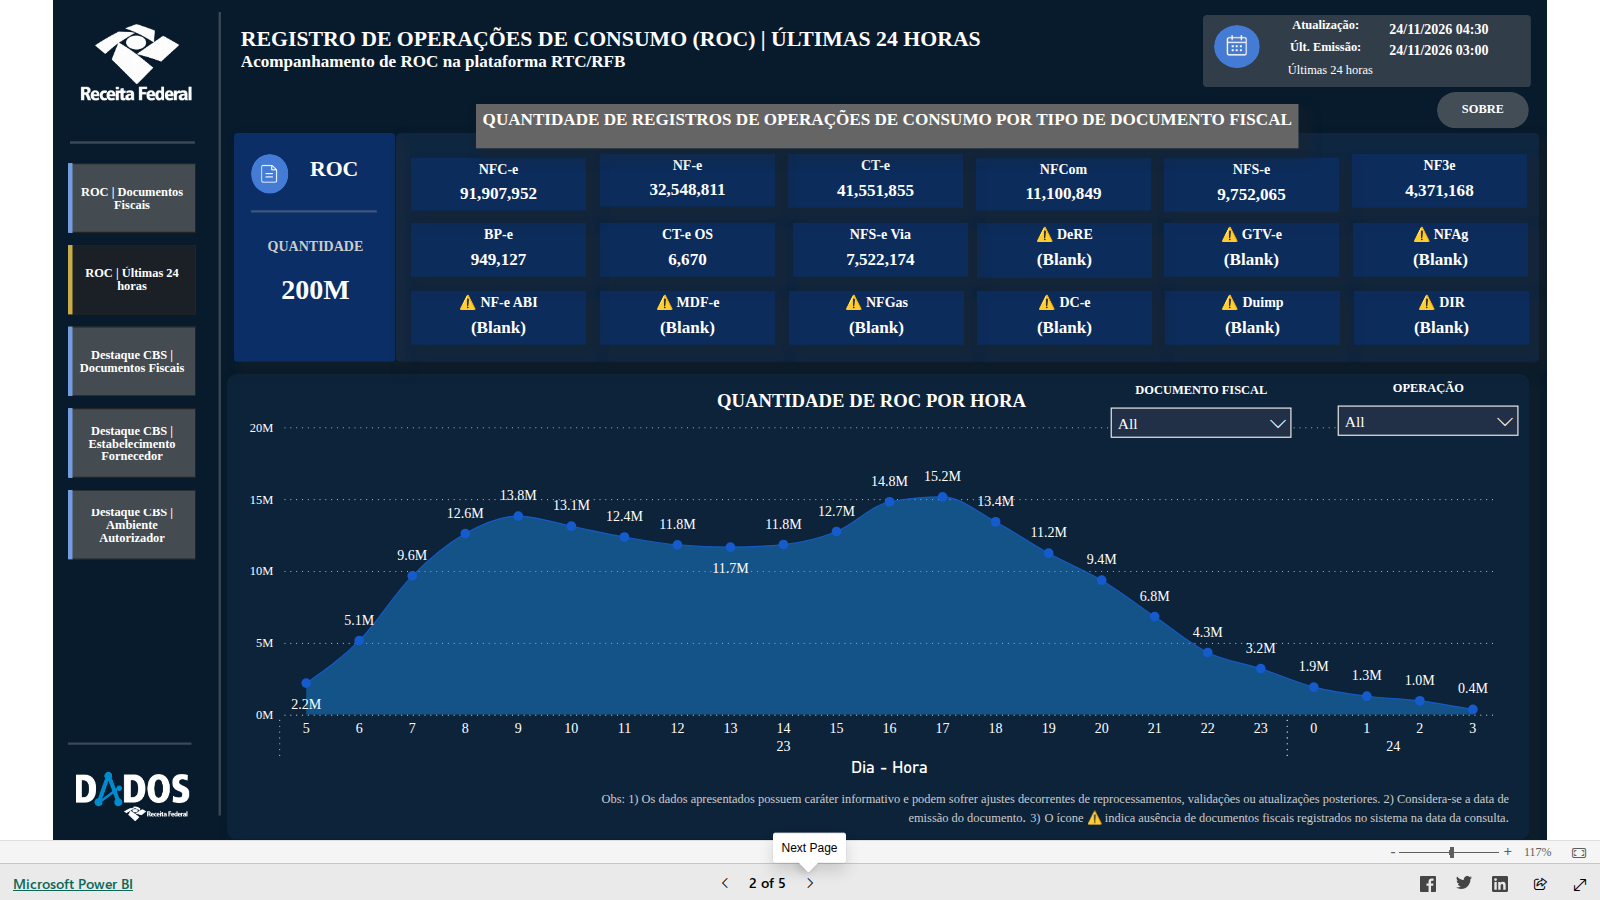 Receita Federal
REGISTRO DE OPERAÇÕES DE CONSUMO (ROC) | ÚLTIMAS 24 HORAS
Acompanhamento de ROC na plataforma RTC/RFB
Atualização: 24/11/2026 04:30
Últ. Emissão: 24/11/2026 03:00
Últimas 24 horas
SOBRE
QUANTIDADE DE REGISTROS DE OPERAÇÕES DE CONSUMO POR TIPO DE DOCUMENTO FISCAL
ROC | Documentos
Fiscais
ROC | Últimas 24
horas
Destaque CBS |
Documentos Fiscais
Destaque CBS |
Estabelecimento
Fornecedor
Destaque CBS |
Ambiente
Autorizador
ROC
QUANTIDADE
200M
NFC-e NF-e CT-e NFCom NFS-e NF3e
91,907,952 32,548,811 41,551,855 11,100,849 9,752,065 4,371,168
BP-e CT-e OS NFS-e Via ⚠️ DeRE ⚠️ GTV-e ⚠️ NFAg
949,127 6,670 7,522,174 (Blank) (Blank) (Blank)
⚠️ NF-e ABI ⚠️ MDF-e ⚠️ NFGas ⚠️ DC-e ⚠️ Duimp ⚠️ DIR
(Blank) (Blank) (Blank) (Blank) (Blank) (Blank)
QUANTIDADE DE ROC POR HORA
DOCUMENTO FISCAL
All
OPERAÇÃO
All
20M
15M
10M
5M
0M
2.2M 5.1M 9.6M 12.6M 13.8M 13.1M 12.4M 11.8M 11.7M 11.8M 12.7M 14.8M 15.2M 13.4M 11.2M 9.4M 6.8M 4.3M 3.2M 1.9M 1.3M 1.0M 0.4M
5 6 7 8 9 10 11 12 13 14 15 16 17 18 19 20 21 22 23 0 1 2 3
23 24
Dia - Hora
Obs: 1) Os dados apresentados possuem caráter informativo e podem sofrer ajustes decorrentes de reprocessamentos, validações ou atualizações posteriores. 2) Considera-se a data de
emissão do documento. 3) O ícone ⚠️ indica ausência de documentos fiscais registrados no sistema na data da consulta.
DADOS
Receita Federal
Next Page
- + 117%
Microsoft Power BI
2 of 5